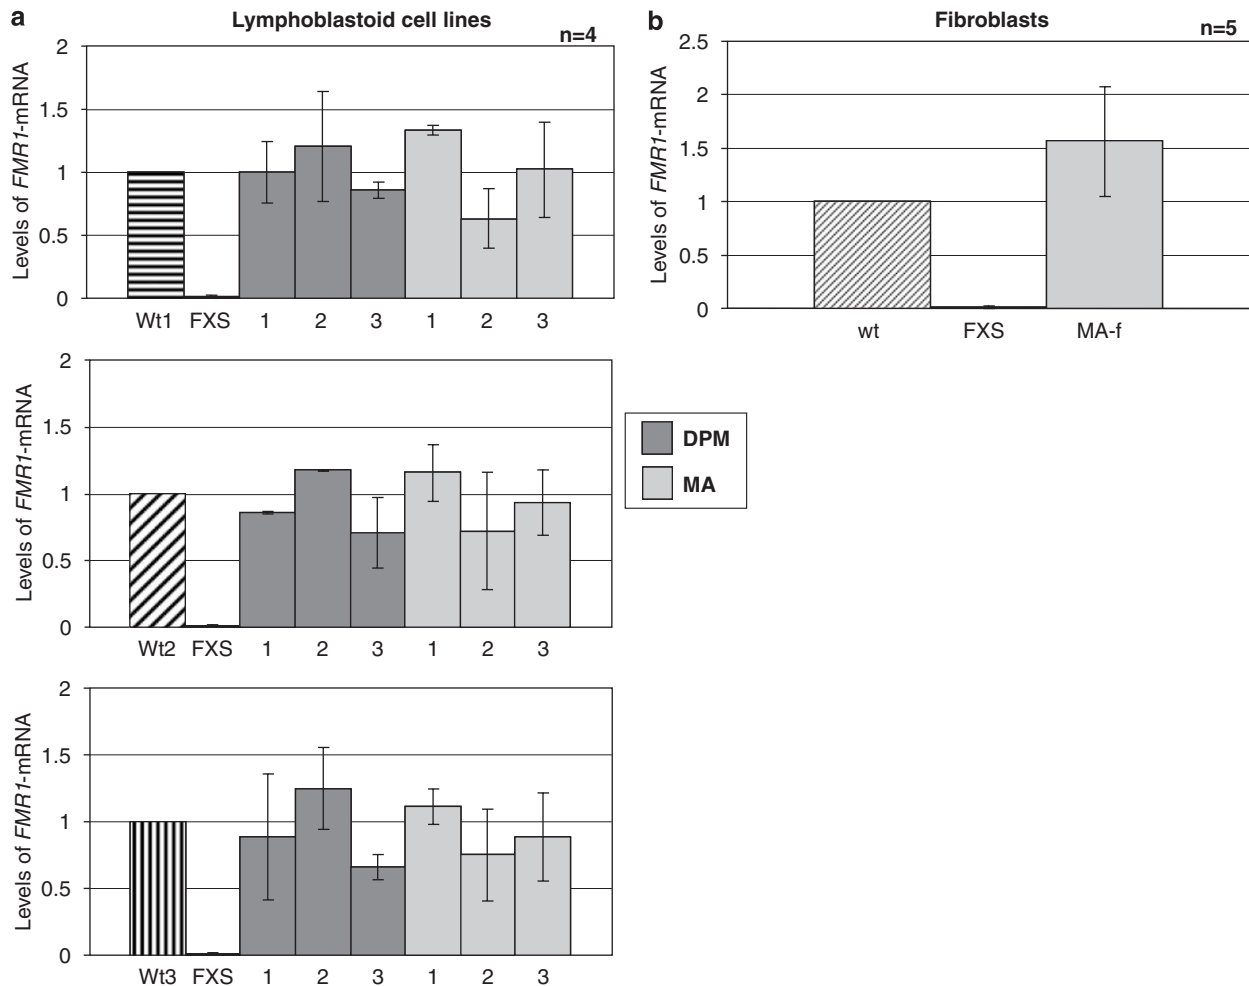 a
Lymphoblastoid cell lines
n=4
Levels of FMR1-mRNA
2
1.5
1
0.5
0
Wt1 FXS 1 2 3 1 2 3
Levels of FMR1-mRNA
2
1.5
1
0.5
0
Wt2 FXS 1 2 3 1 2 3
Levels of FMR1-mRNA
2
1.5
1
0.5
0
Wt3 FXS 1 2 3 1 2 3
b
Fibroblasts
n=5
Levels of FMR1-mRNA
2.5
2
1.5
1
0.5
0
wt FXS MA-f
DPM
MA